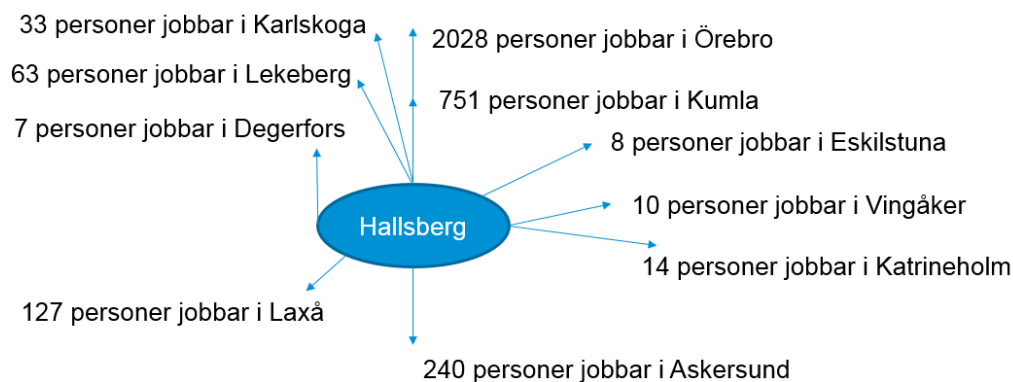 33 personer jobbar i Karlskoga
2028 personer jobbar i Örebro
63 personer jobbar i Lekeberg
751 personer jobbar i Kumla
7 personer jobbar i Degerfors
8 personer jobbar i Eskilstuna
10 personer jobbar i Vingåker
Hallsberg
14 personer jobbar i Katrineholm
127 personer jobbar i Laxå
240 personer jobbar i Askersund